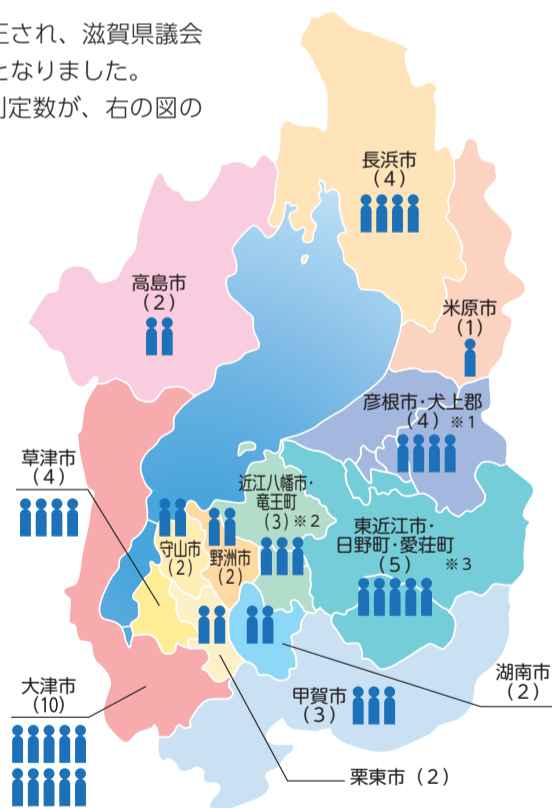 正され、滋賀県議会
となりました。
別定数が、右の図の
長浜市
（4）
高島市
（2）
米原市
（1）
彦根市・犬上郡
（4）※1
草津市
（4）
近江八幡市・
竜王町
（3）※2
守山市
（2）
野洲市
（2）
東近江市・
日野町・愛荘町
（5）※3
湖南市
（2）
大津市
（10）
甲賀市
（3）
栗東市（2）